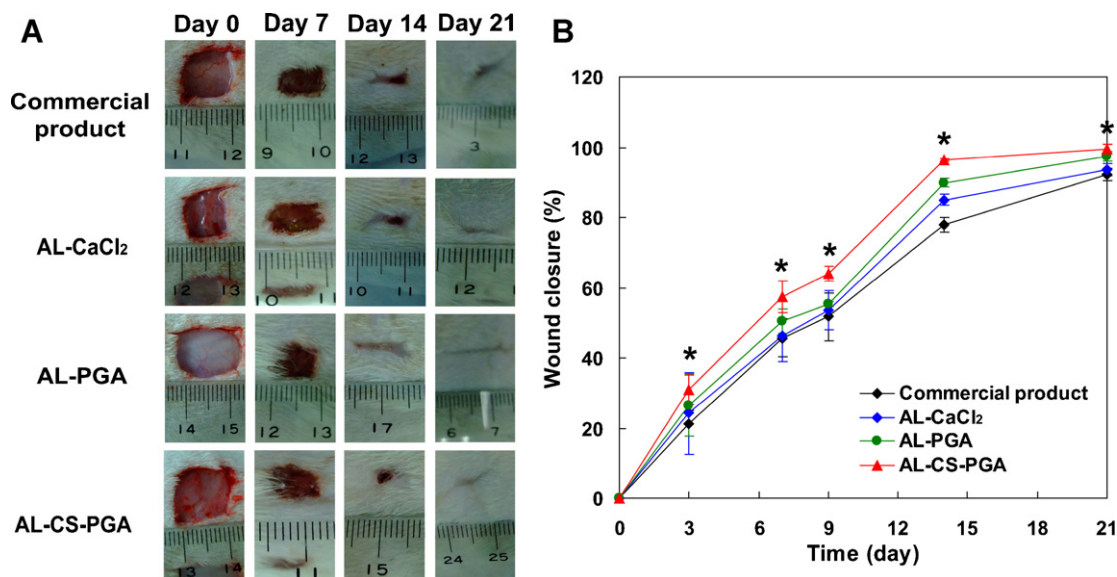 A
Day 0 Day 7 Day 14 Day 21
Commercial
product
11 12
9 10
12 13
3
AL-CaCl₂
12 13
10 11
10 11
12
AL-PGA
14 15
12 13
17
6 7
AL-CS-PGA
13 14
11
15
24 25
B
Wound closure (%)
120
100
80
60
40
20
0
* * * * *
Commercial product
AL-CaCl₂
AL-PGA
AL-CS-PGA
0 3 6 9 12 15 18 21
Time (day)